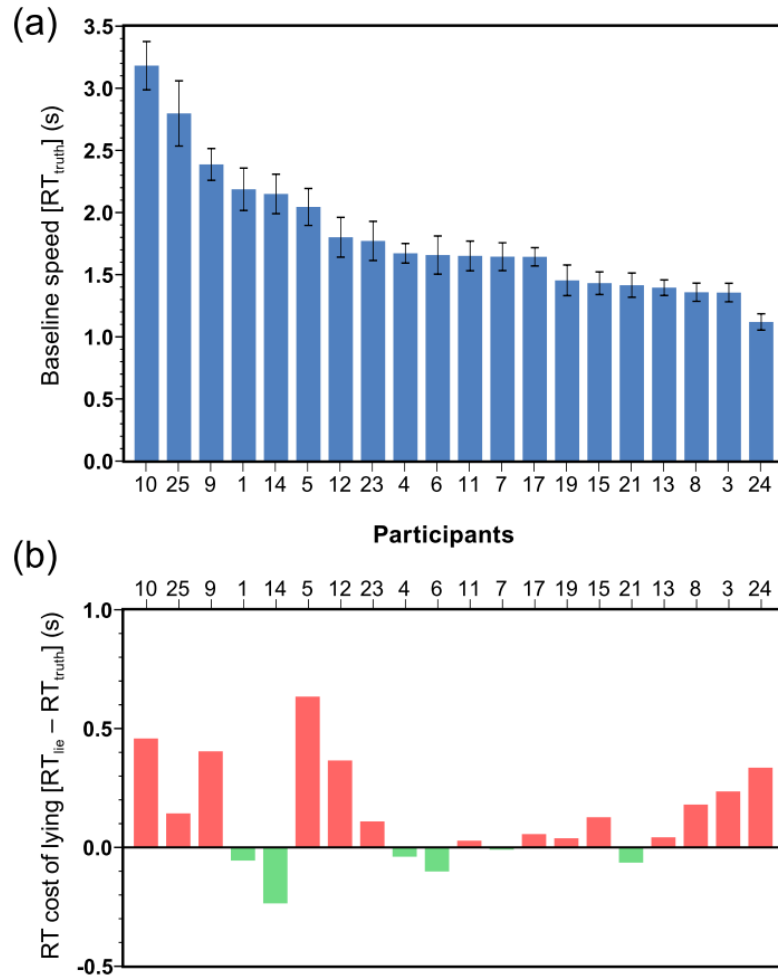 (a)
Baseline speed [RTtruth] (s)
3.5
3.0
2.5
2.0
1.5
1.0
0.5
0.0
10 25 9 1 14 5 12 23 4 6 11 7 17 19 15 21 13 8 3 24
Participants
(b)
10 25 9 1 14 5 12 23 4 6 11 7 17 19 15 21 13 8 3 24
RT cost of lying [RTlie – RTtruth] (s)
1.0
0.5
0.0
-0.5